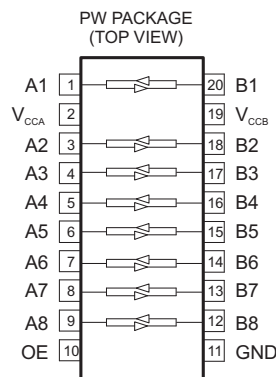 PW PACKAGE
(TOP VIEW)
A1 1 20 B1
VCCA 2 19 VCCB
A2 3 18 B2
A3 4 17 B3
A4 5 16 B4
A5 6 15 B5
A6 7 14 B6
A7 8 13 B7
A8 9 12 B8
OE 10 11 GND